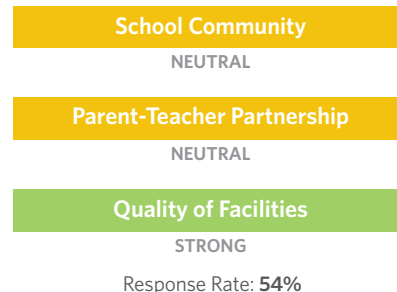 School Community
NEUTRAL
Parent-Teacher Partnership
NEUTRAL
Quality of Facilities
STRONG
Response Rate: 54%